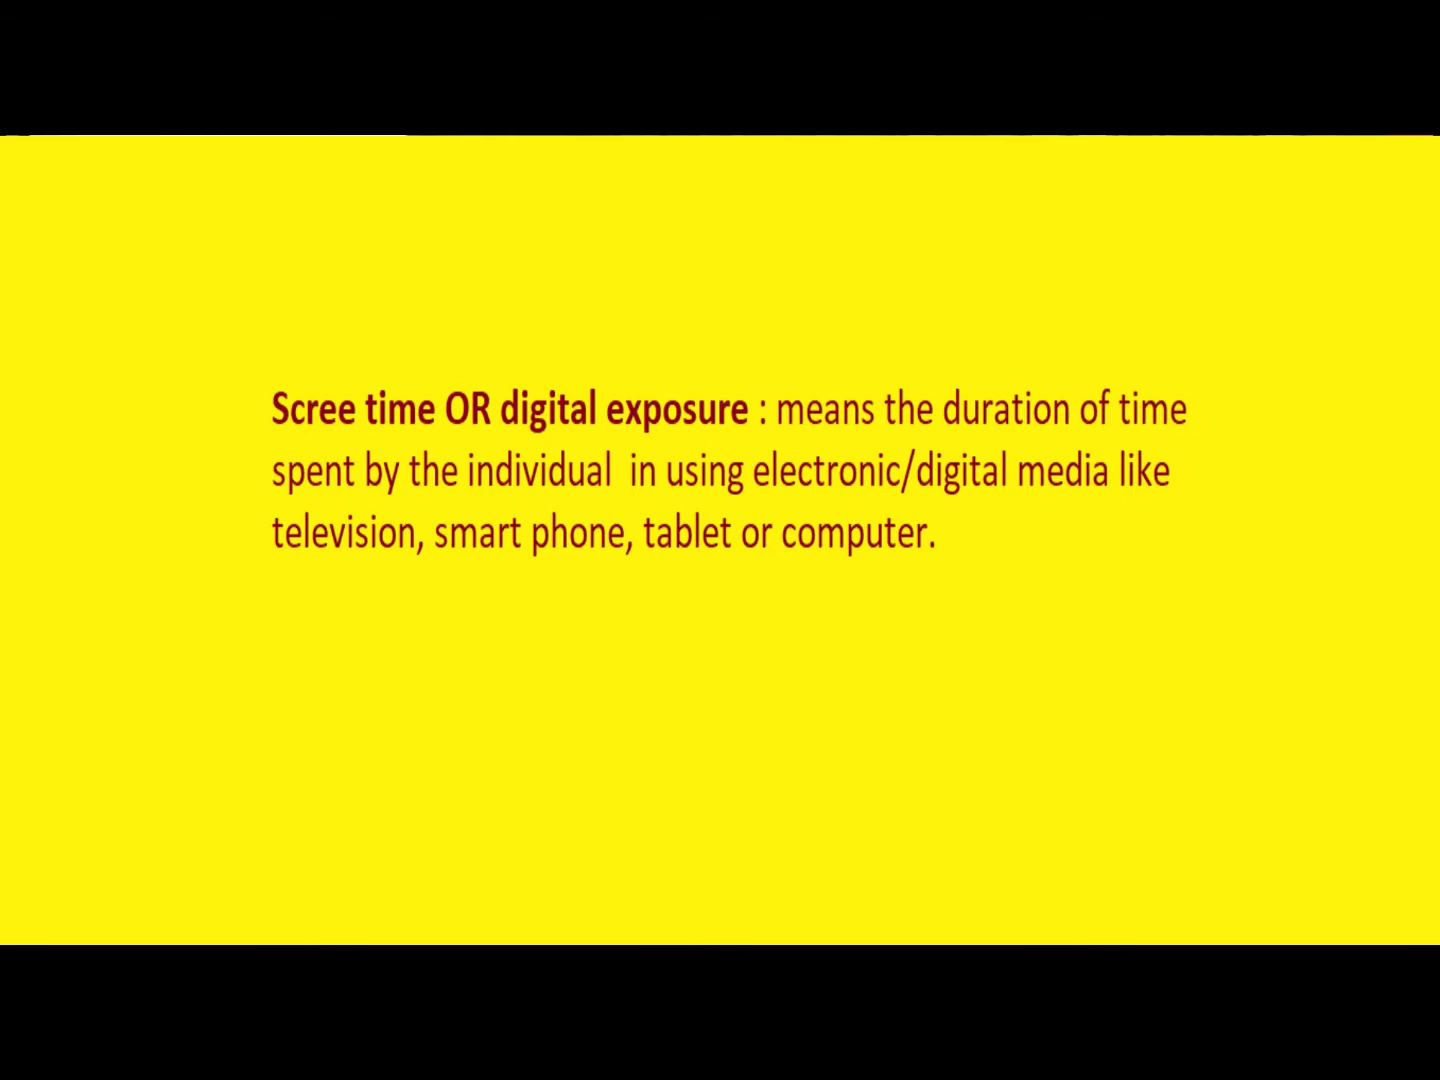 Scree time OR digital exposure : means the duration of time
spent by the individual  in using electronic/digital media like
television, smart phone, tablet or computer.